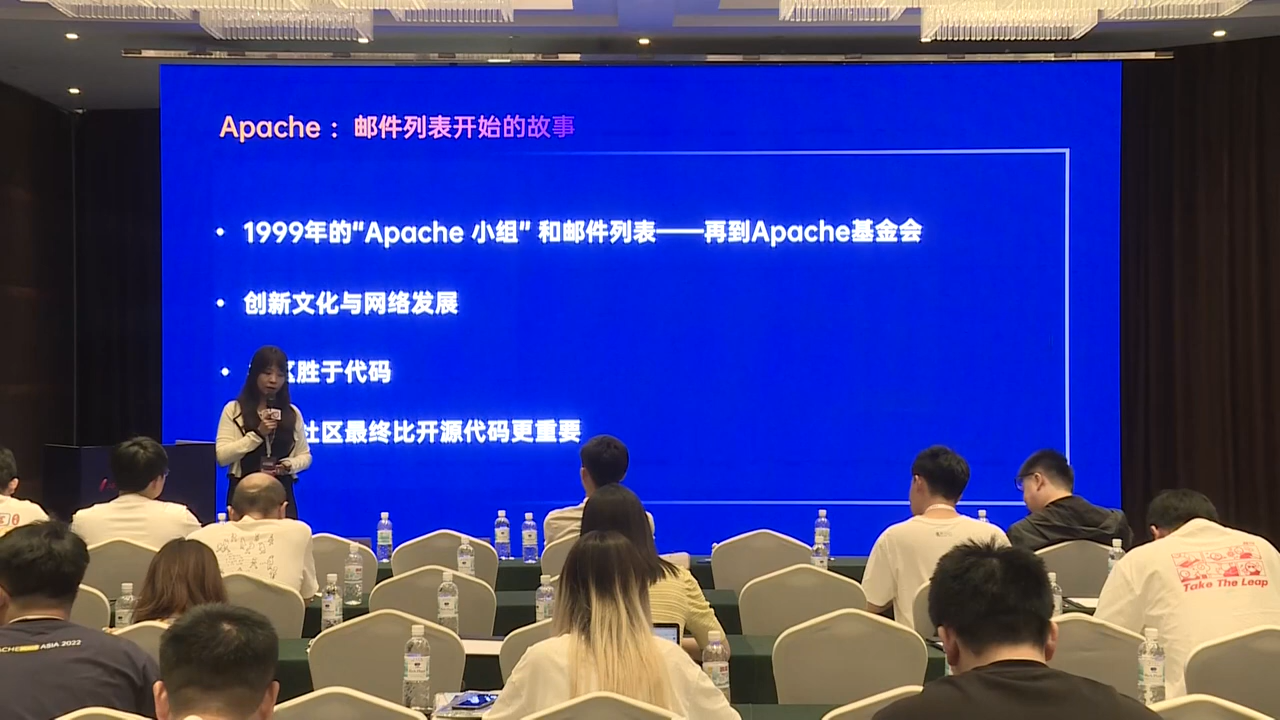 Apache：邮件列表开始的故事
• 1999年的"Apache 小组" 和邮件列表——再到Apache基金会
• 创新文化与网络发展
• 区胜于代码
社区最终比开源代码更重要
Take The Leap
ASIA 2022